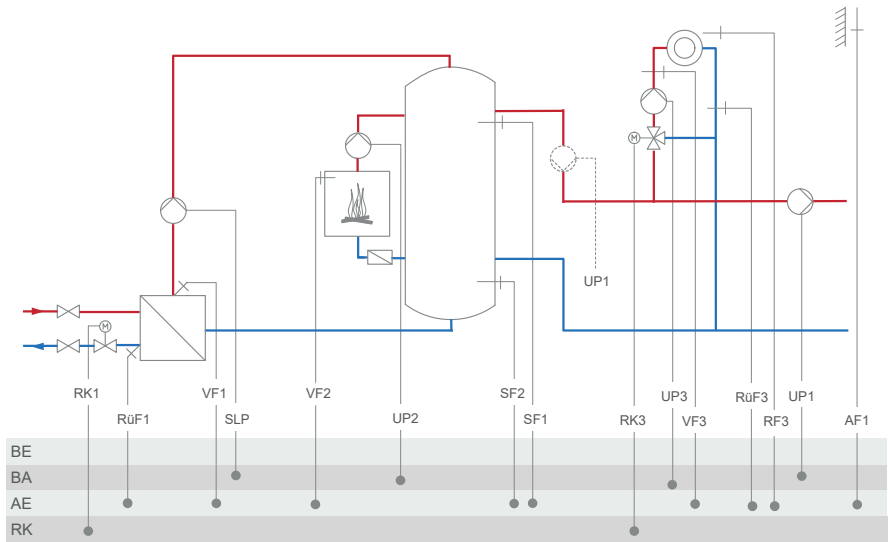 M
UP1
M
RK1
VF1
VF2
SF2
UP3
RüF3
UP1
RüF1
SLP
UP2
SF1
RK3
VF3
RF3
AF1
BE
BA
AE
RK